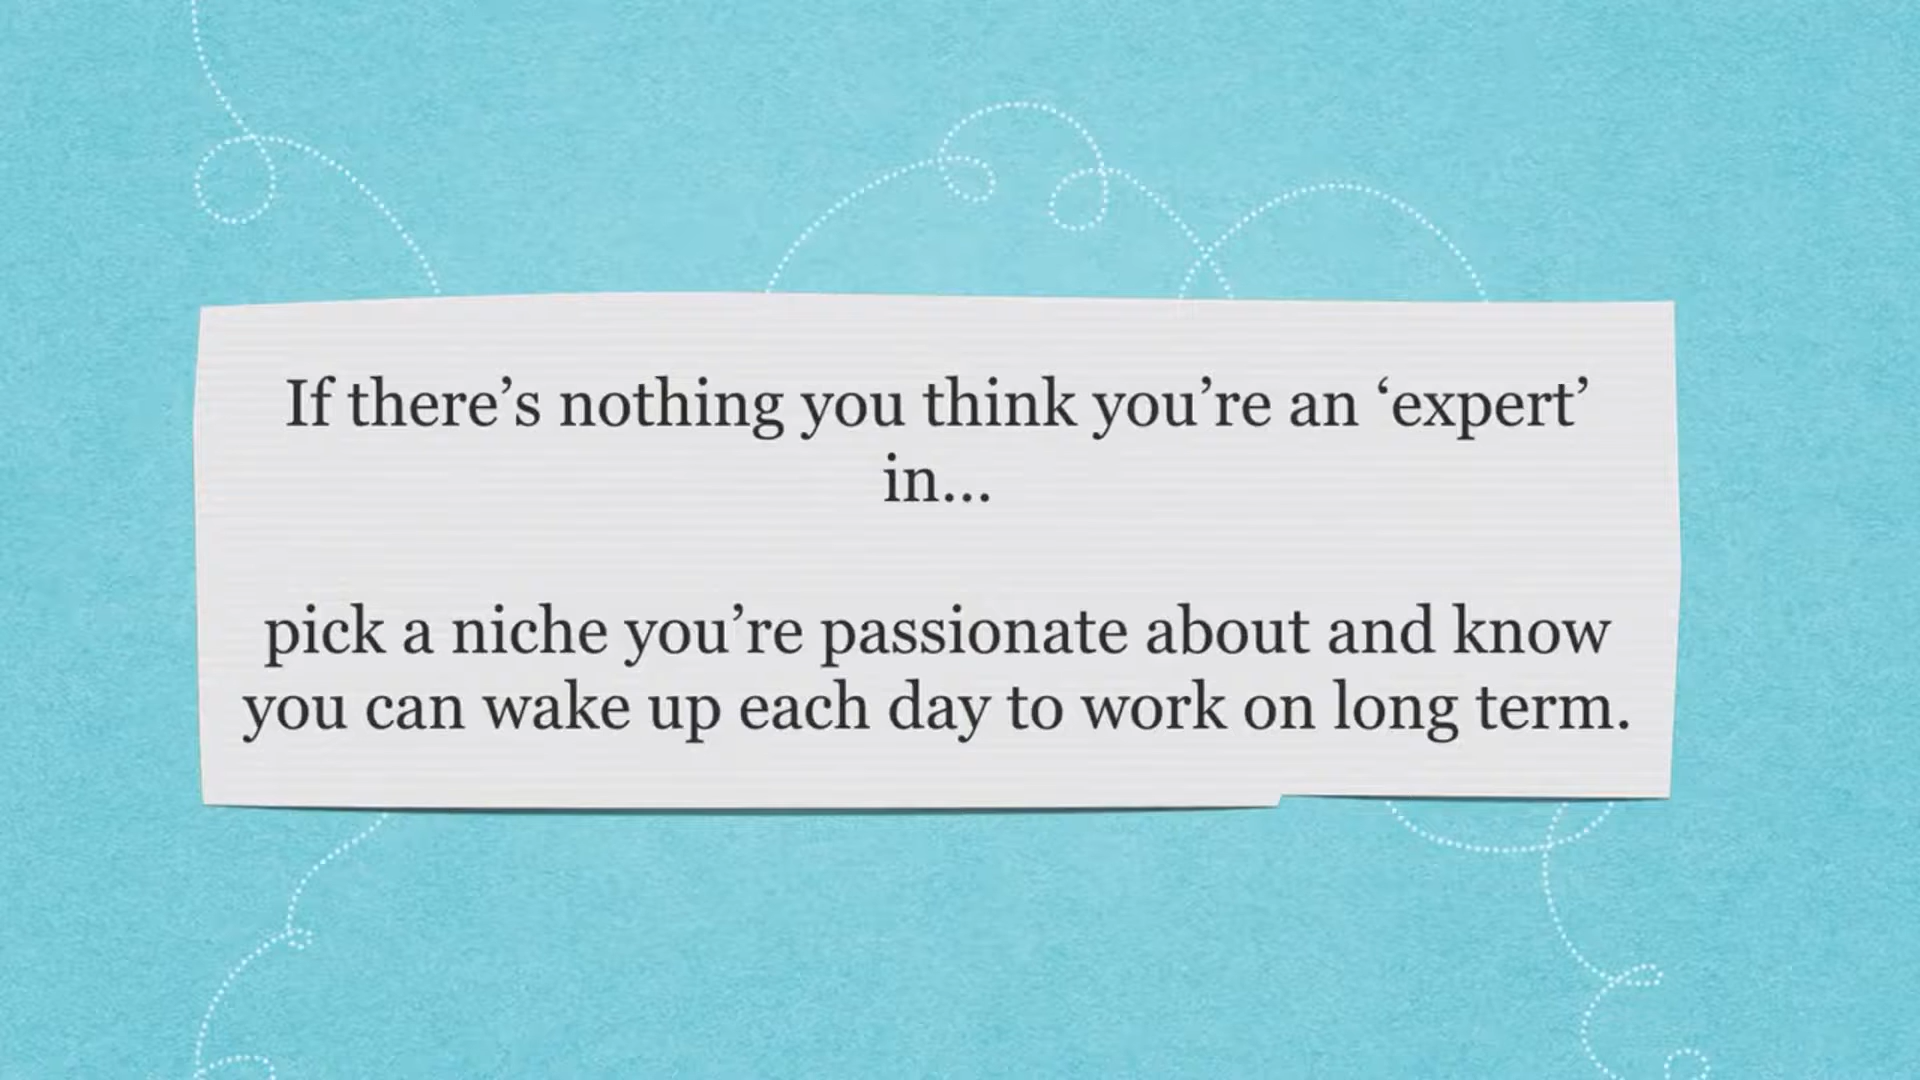 If there’s nothing you think you’re an ‘expert’
in...
pick a niche you’re passionate about and know
you can wake up each day to work on long term.